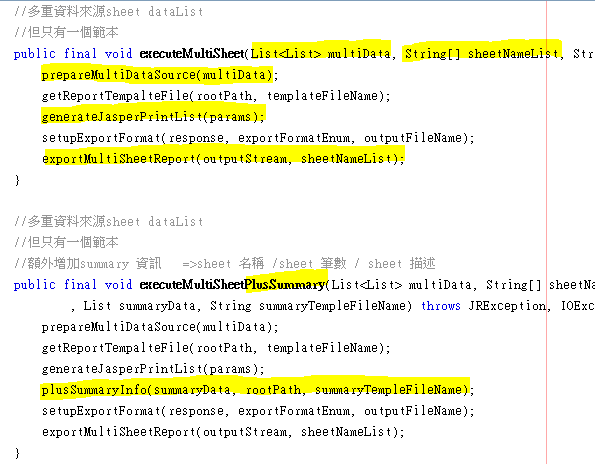 //多重資料來源sheet dataList
//但只有一個範本
public final void executeMultiSheet(List<List> multiData, String[] sheetNameList, Str
prepareMultiDataSource(multiData);
getReportTempalteFile(rootPath, templateFileName);
generateJasperPrintList(params);
setupExportFormat(response, exportFormatEnum, outputFileName);
exportMultiSheetReport(outputStream, sheetNameList);
}
//多重資料來源sheet dataList
//但只有一個範本
//額外增加summary 資訊 =>sheet 名稱 /sheet 筆數 / sheet 描述
public final void executeMultiSheetPlusSummary(List<List> multiData, String[] sheetN
, List summaryData, String summaryTempleFileName) throws JRException, IOExc
prepareMultiDataSource(multiData);
getReportTempalteFile(rootPath, templateFileName);
generateJasperPrintList(params);
plusSummaryInfo(summaryData, rootPath, summaryTempleFileName);
setupExportFormat(response, exportFormatEnum, outputFileName);
exportMultiSheetReport(outputStream, sheetNameList);
}